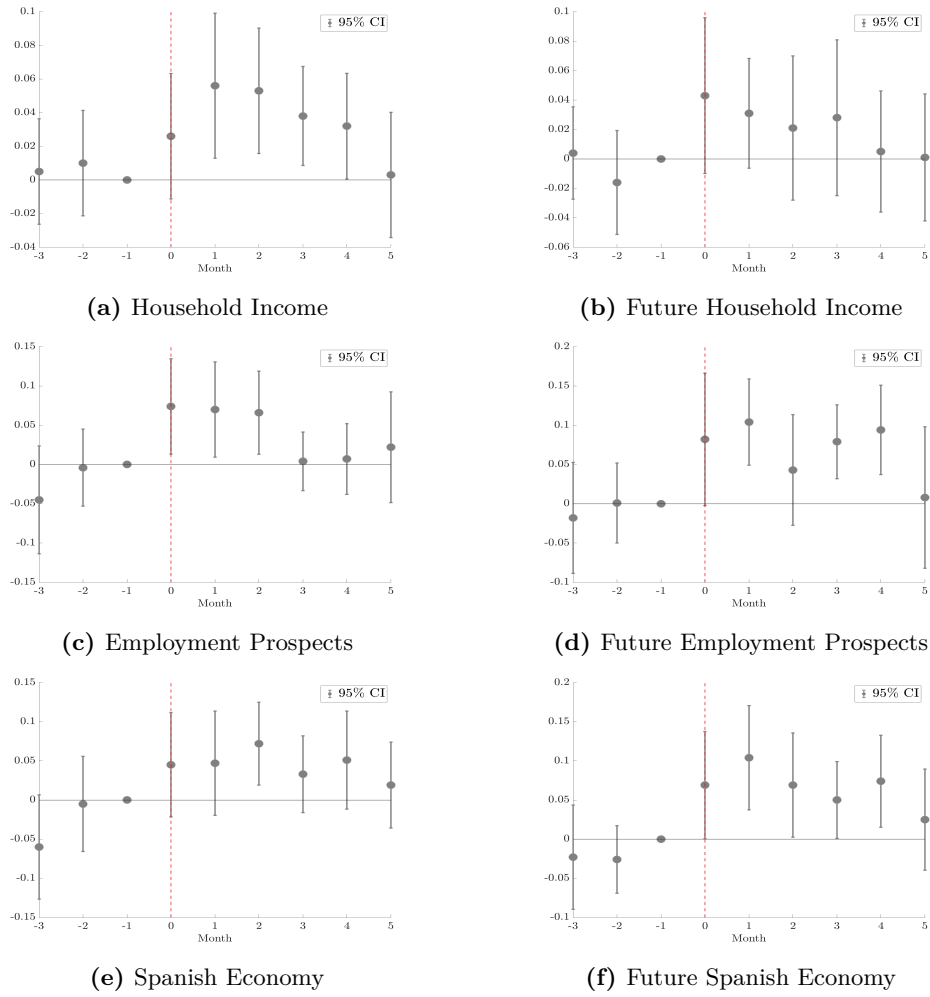 0.1
95% CI
0.08
0.06
0.04
0.02
0
-0.02
-0.04
-3 -2 -1 0 1 2 3 4 5
Month
(a) Household Income
0.1
95% CI
0.08
0.06
0.04
0.02
0
-0.02
-0.04
-0.06
-3 -2 -1 0 1 2 3 4 5
Month
(b) Future Household Income
0.15
95% CI
0.1
0.05
0
-0.05
-0.1
-0.15
-3 -2 -1 0 1 2 3 4 5
Month
(c) Employment Prospects
0.2
95% CI
0.15
0.1
0.05
0
-0.05
-0.1
-3 -2 -1 0 1 2 3 4 5
Month
(d) Future Employment Prospects
95% CI
0.1
0.05
0
-0.05
-0.1
-0.15
-3 -2 -1 0 1 2 3 4 5
Month
(e) Spanish Economy
0.2
95% CI
0.15
0.1
0.05
0
-0.05
-0.1
-3 -2 -1 0 1 2 3 4 5
Month
(f) Future Spanish Economy